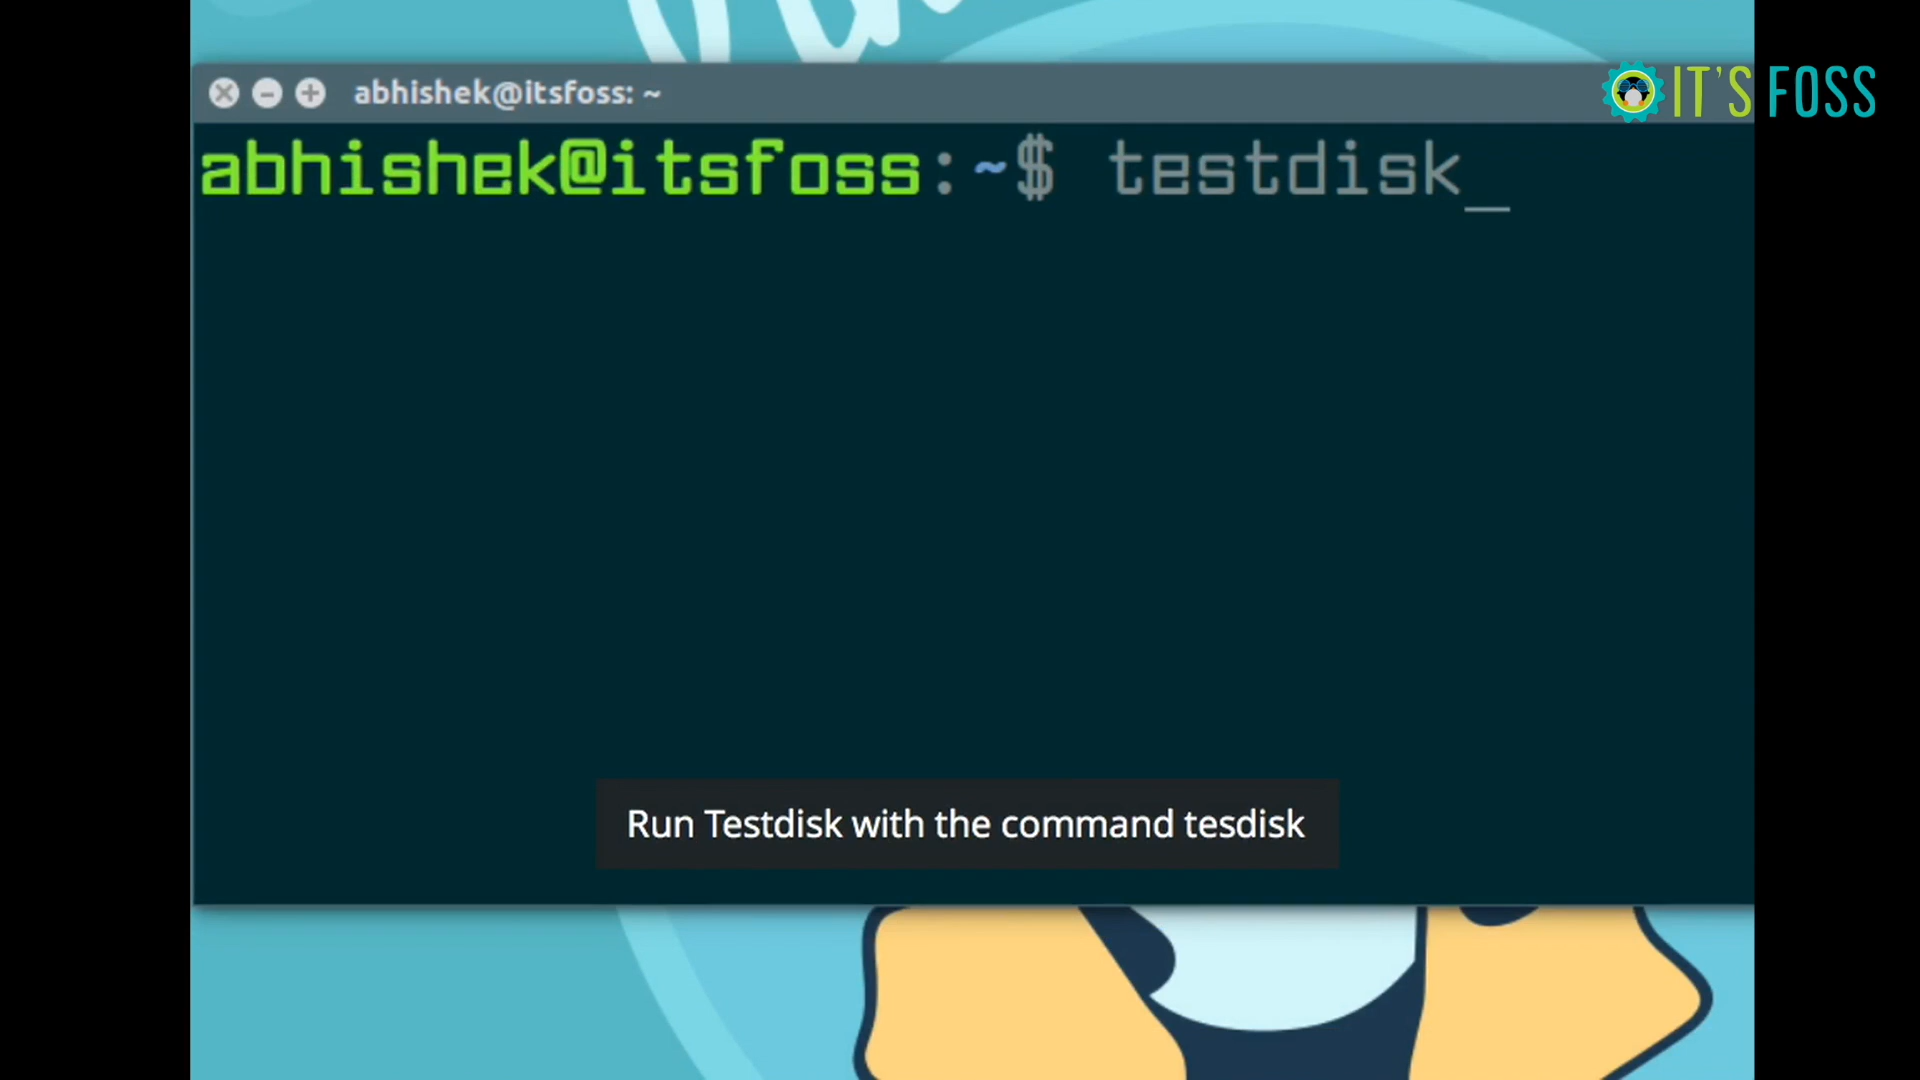 abhishek@itsfoss: ~
IT'S FOSS
abhishek@itsfoss:~$ testdisk_
Run Testdisk with the command tesdisk